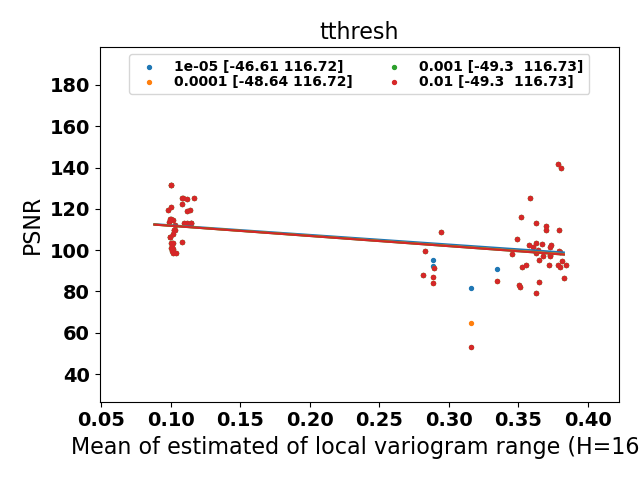 tthresh
1e-05 [-46.61 116.72]
0.0001 [-48.64 116.72]
0.001 [-49.3  116.73]
0.01 [-49.3  116.73]
PSNR
180
160
140
120
100
80
60
40
0.05 0.10 0.15 0.20 0.25 0.30 0.35 0.40
Mean of estimated of local variogram range (H=16